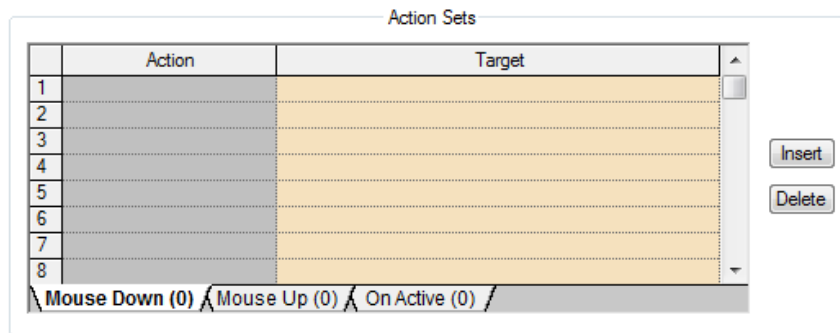 Action Sets
Action Target
1
2
3
Insert
4
5
Delete
6
7
8
Mouse Down (0) Mouse Up (0) On Active (0)